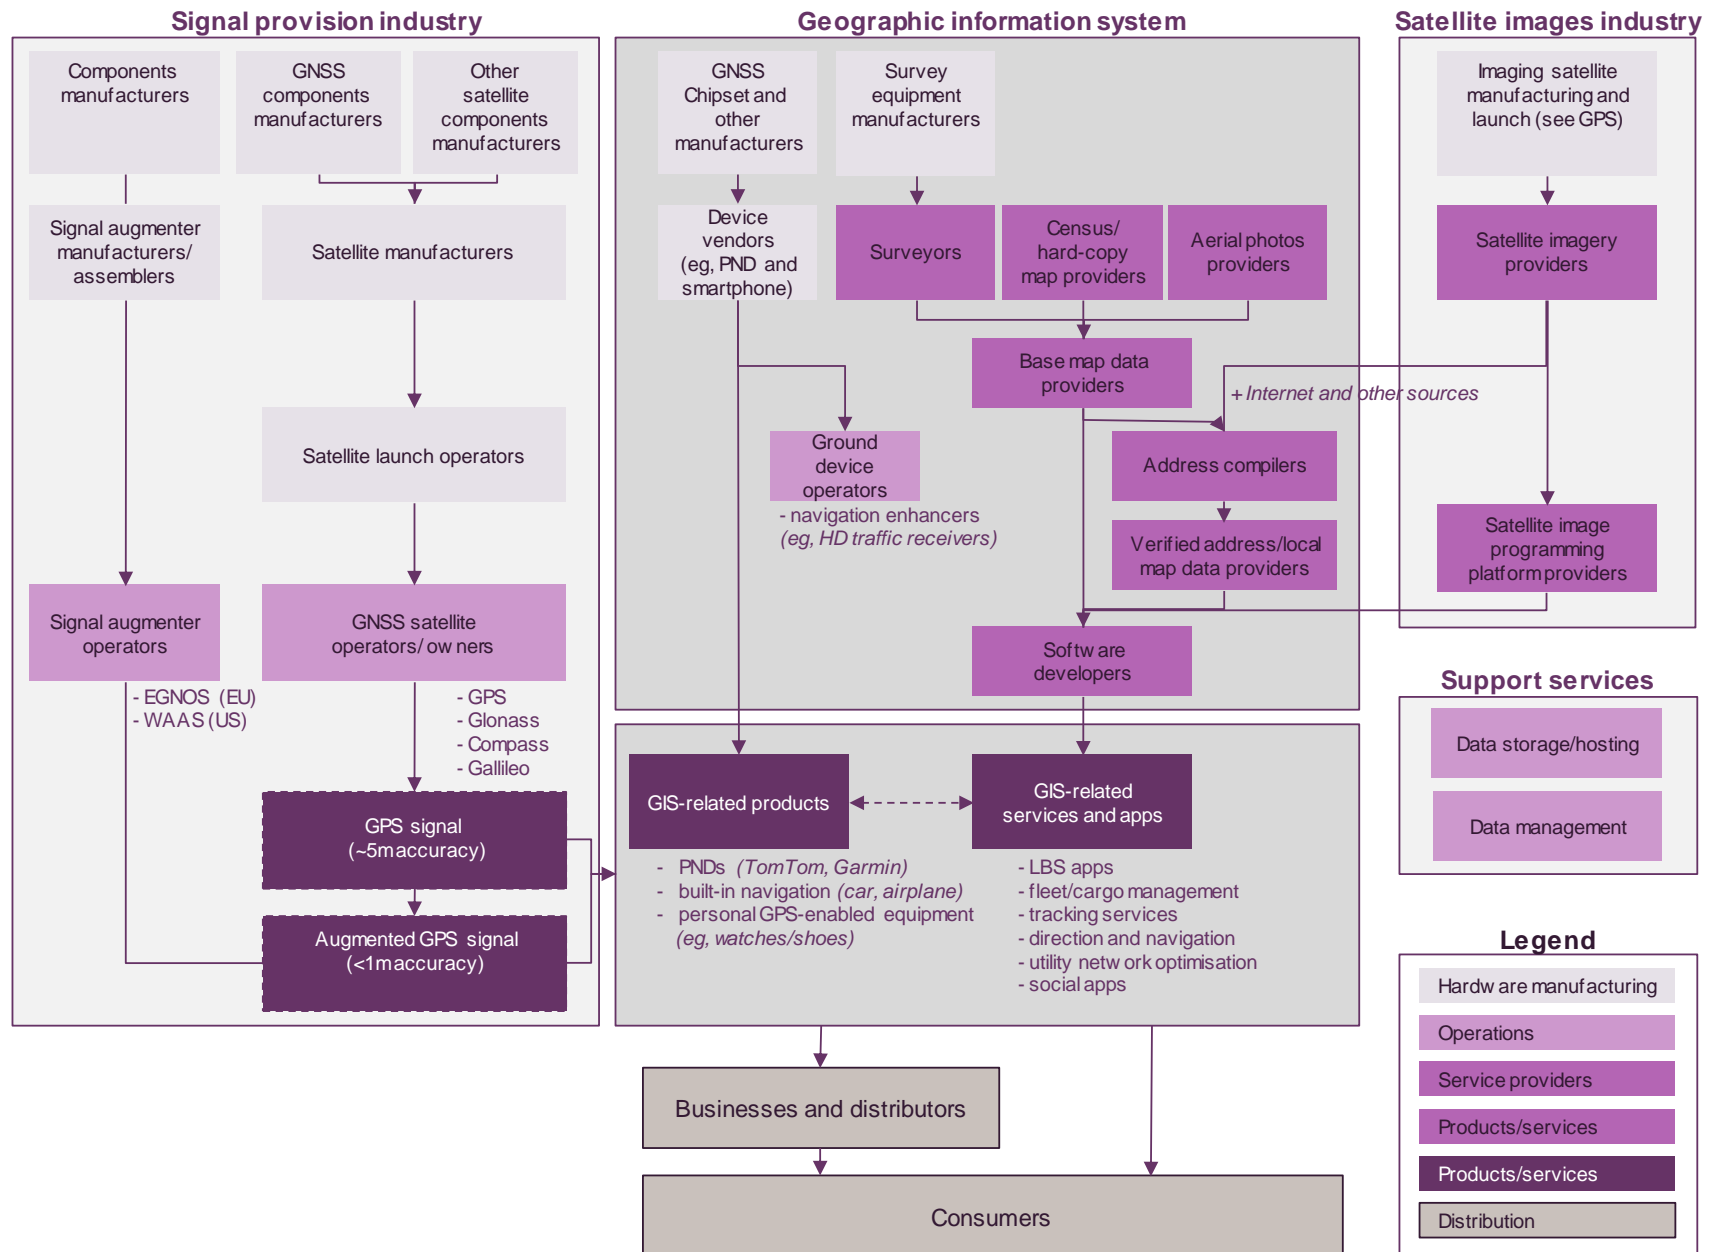 Signal provision industry
Components
manufacturers
GNSS
components
manufacturers
Other
satellite
components
manufacturers
Signal augmenter
manufacturers/
assemblers
Satellite manufacturers
Satellite launch operators
Signal augmenter
operators
GNSS satellite
operators/ owners
- EGNOS (EU)
- WAAS (US)
- GPS
- Glonass
- Compass
- Gallileo
GPS signal
(~5m accuracy)
Augmented GPS signal
(<1m accuracy)
Geographic information system
GNSS
Chipset and
other
manufacturers
Survey
equipment
manufacturers
Device
vendors
(eg, PND and
smartphone)
Surveyors
Census/
hard-copy
map providers
Aerial photos
providers
Base map data
providers
+ Internet and other sources
Ground
device
operators
- navigation enhancers
(eg, HD traffic receivers)
Address compilers
Verified address/local
map data providers
Software
developers
GIS-related products
GIS-related
services and apps
- PNDs (TomTom, Garmin)
- built-in navigation (car, airplane)
- personal GPS-enabled equipment
(eg, watches/shoes)
- LBS apps
- fleet/cargo management
- tracking services
- direction and navigation
- utility network optimisation
- social apps
Businesses and distributors
Consumers
Satellite images industry
Imaging satellite
manufacturing and
launch (see GPS)
Satellite imagery
providers
Satellite image
programming
platform providers
Support services
Data storage/hosting
Data management
Legend
Hardware manufacturing
Operations
Service providers
Products/services
Products/services
Distribution